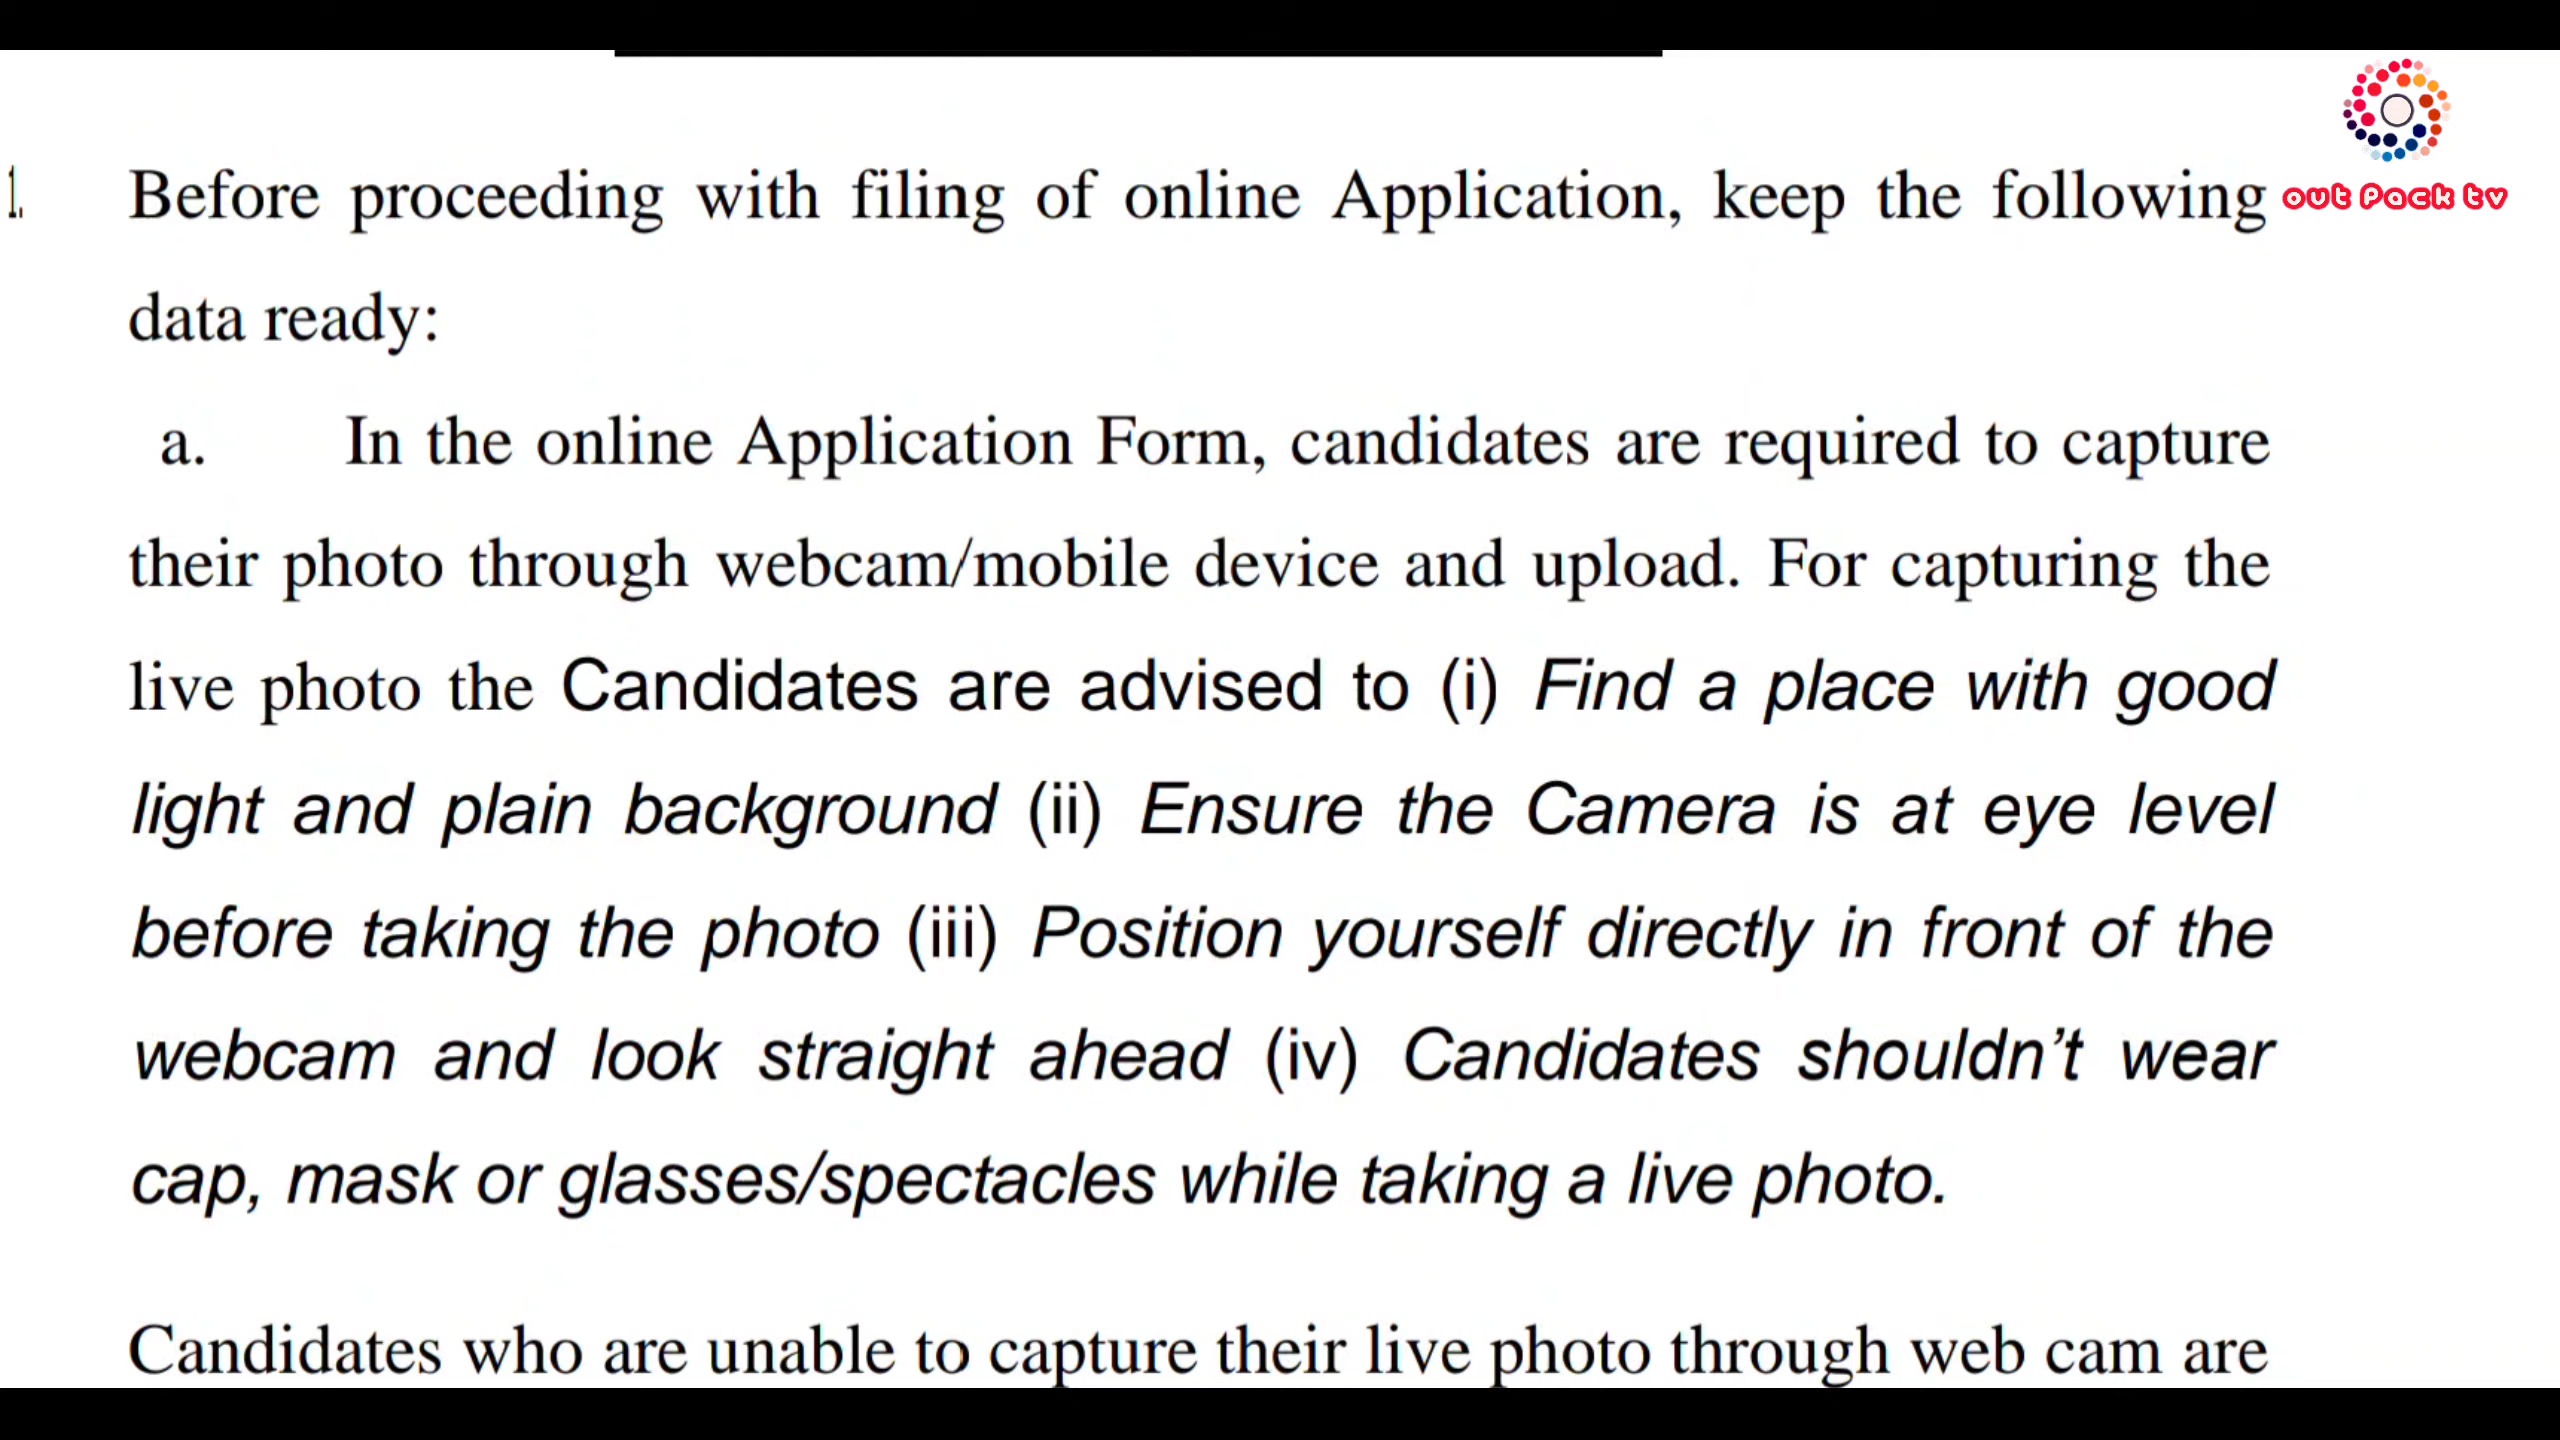 out Pack tv
1. Before proceeding with filing of online Application, keep the following
data ready:
a. In the online Application Form, candidates are required to capture
their photo through webcam/mobile device and upload. For capturing the
live photo the Candidates are advised to (i) Find a place with good
light and plain background (ii) Ensure the Camera is at eye level
before taking the photo (iii) Position yourself directly in front of the
webcam and look straight ahead (iv) Candidates shouldn’t wear
cap, mask or glasses/spectacles while taking a live photo.
Candidates who are unable to capture their live photo through web cam are